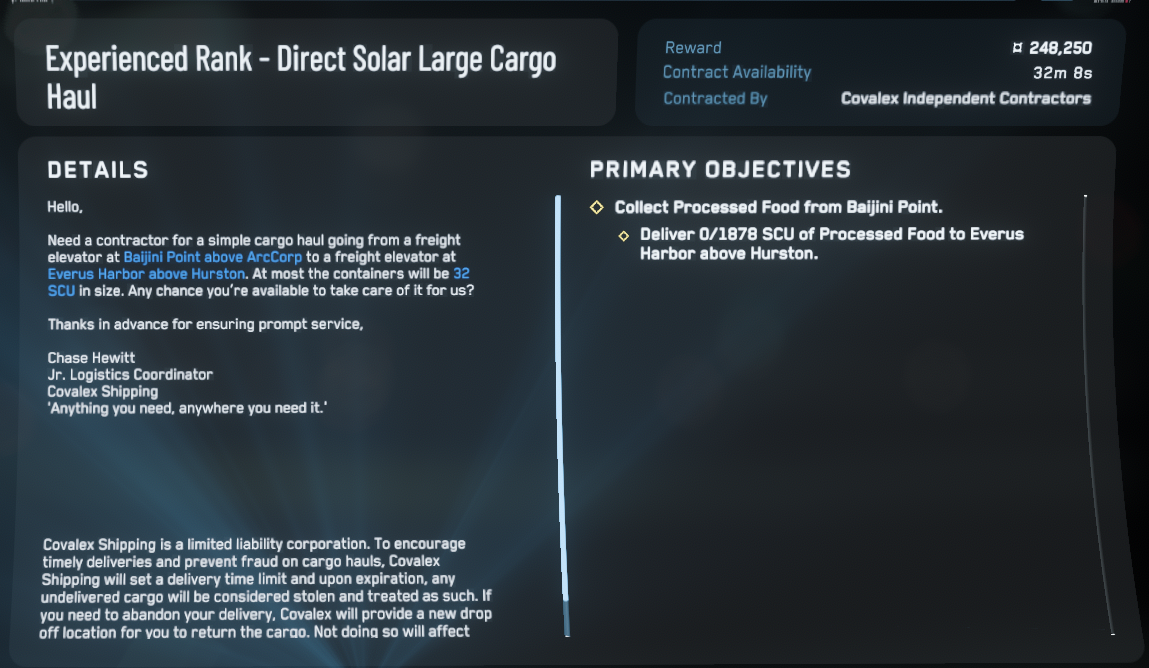 Experienced Rank - Direct Solar Large Cargo
Haul
Reward
¤ 248,250
Contract Availability
32m 8s
Contracted By
Covalex Independent Contractors
DETAILS
Hello,
Need a contractor for a simple cargo haul going from a freight
elevator at Baijini Point above ArcCorp to a freight elevator at
Everus Harbor above Hurston. At most the containers will be 32
SCU in size. Any chance you're available to take care of it for us?
Thanks in advance for ensuring prompt service,
Chase Hewitt
Jr. Logistics Coordinator
Covalex Shipping
'Anything you need, anywhere you need it.'
Covalex Shipping is a limited liability corporation. To encourage
timely deliveries and prevent fraud on cargo hauls, Covalex
Shipping will set a delivery time limit and upon expiration, any
undelivered cargo will be considered stolen and treated as such. If
you need to abandon your delivery, Covalex will provide a new drop
off location for you to return the cargo. Not doing so will affect
PRIMARY OBJECTIVES
Collect Processed Food from Baijini Point.
Deliver 0/1878 SCU of Processed Food to Everus
Harbor above Hurston.